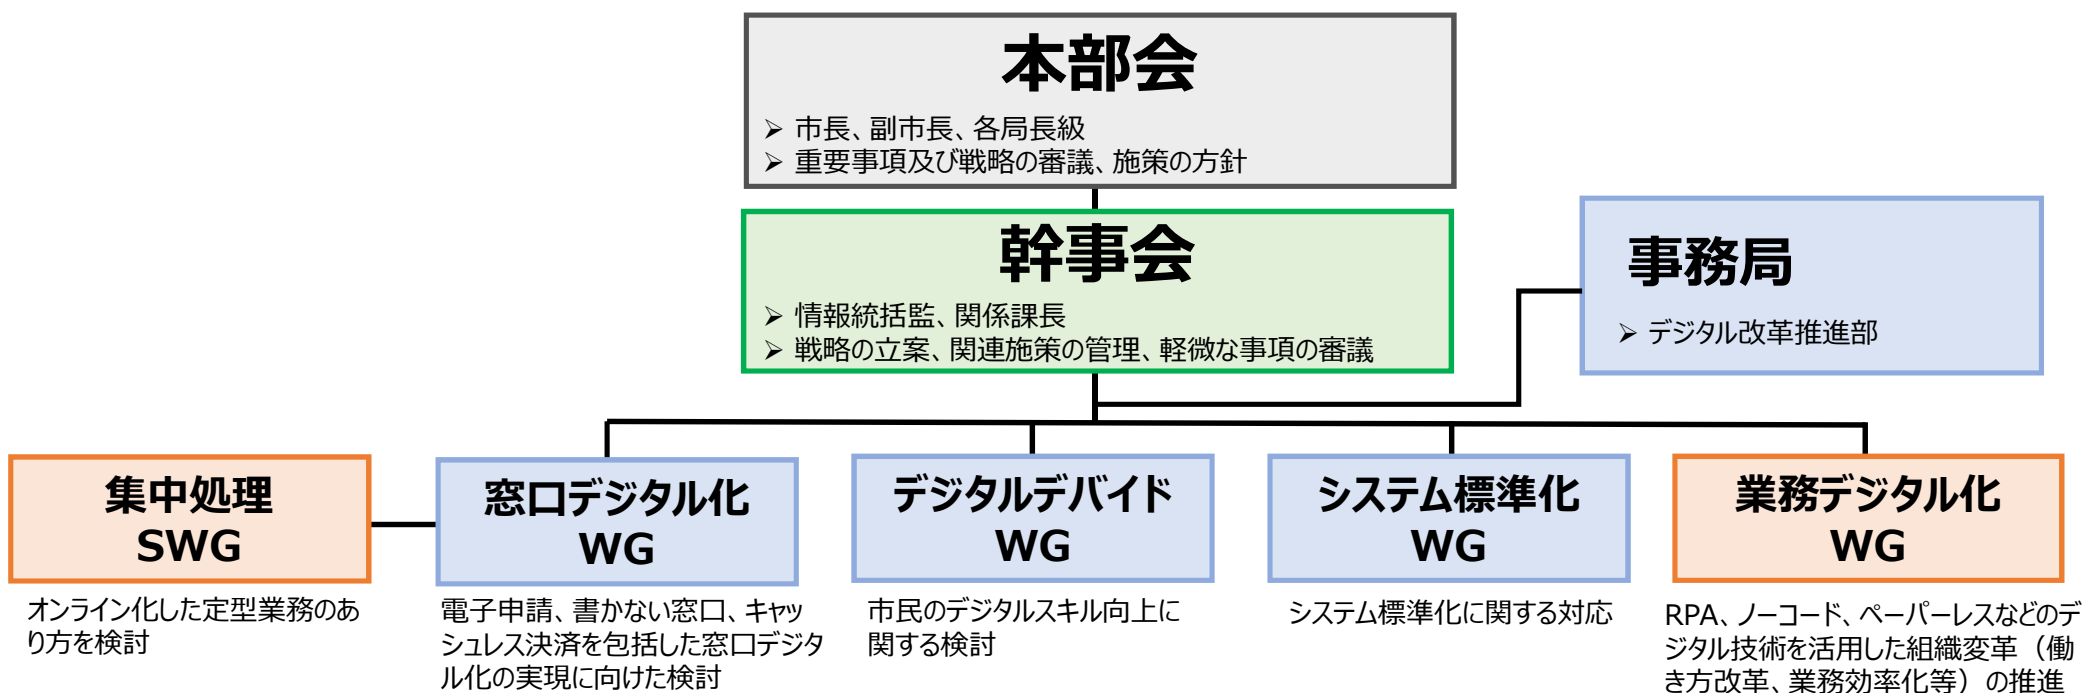 本部会
➢ 市長、副市長、各局長級
➢ 重要事項及び戦略の審議、施策の方針
幹事会
➢ 情報統括監、関係課長
➢ 戦略の立案、関連施策の管理、軽微な事項の審議
事務局
➢ デジタル改革推進部
集中処理
SWG
オンライン化した定型業務のあ
り方を検討
窓口デジタル化
WG
電子申請、書かない窓口、キャッ
シュレス決済を包括した窓口デジタ
ル化の実現に向けた検討
デジタルデバイド
WG
市民のデジタルスキル向上に
関する検討
システム標準化
WG
システム標準化に関する対応
業務デジタル化
WG
RPA、ノーコード、ペーパーレスなどのデ
ジタル技術を活用した組織変革（働
き方改革、業務効率化等）の推進